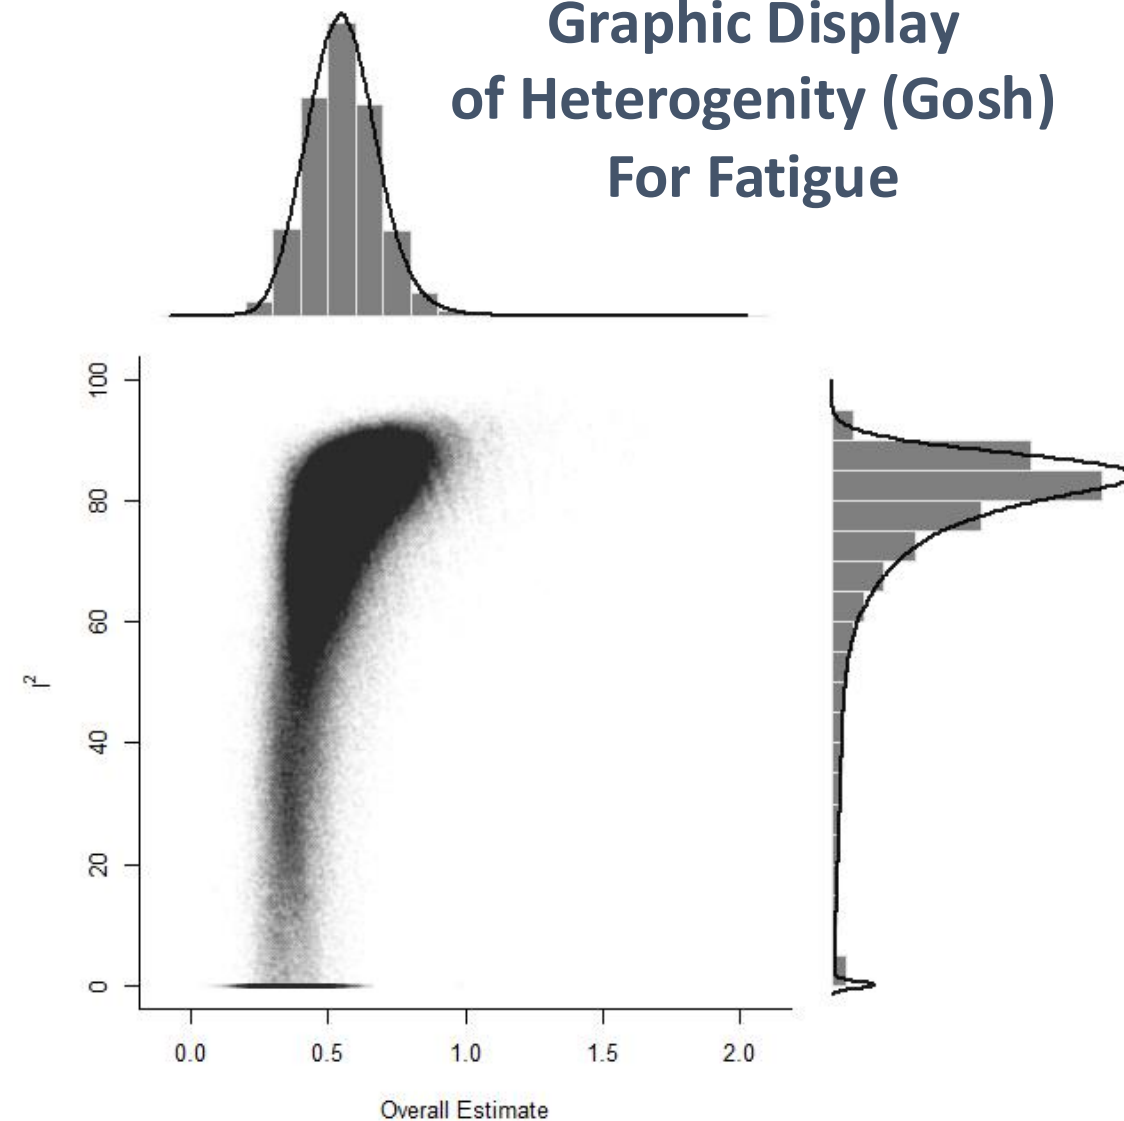 Graphic Display
of Heterogenity (Gosh)
For Fatigue
100
80
60
40
20
0
I²
0.0 0.5 1.0 1.5 2.0
Overall Estimate